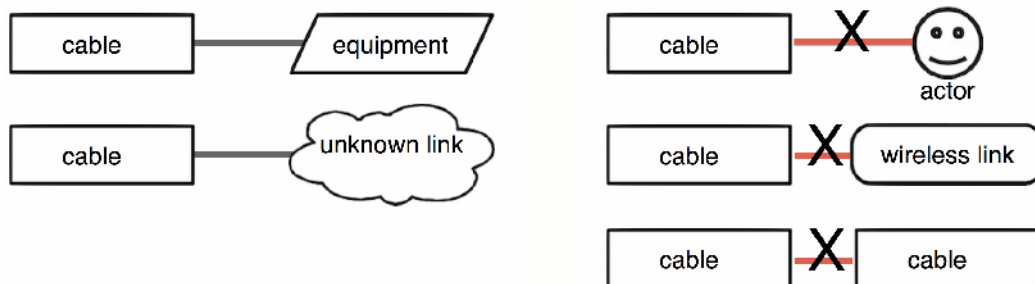 cable
equipment
cable
unknown link
cable
actor
cable
wireless link
cable
cable